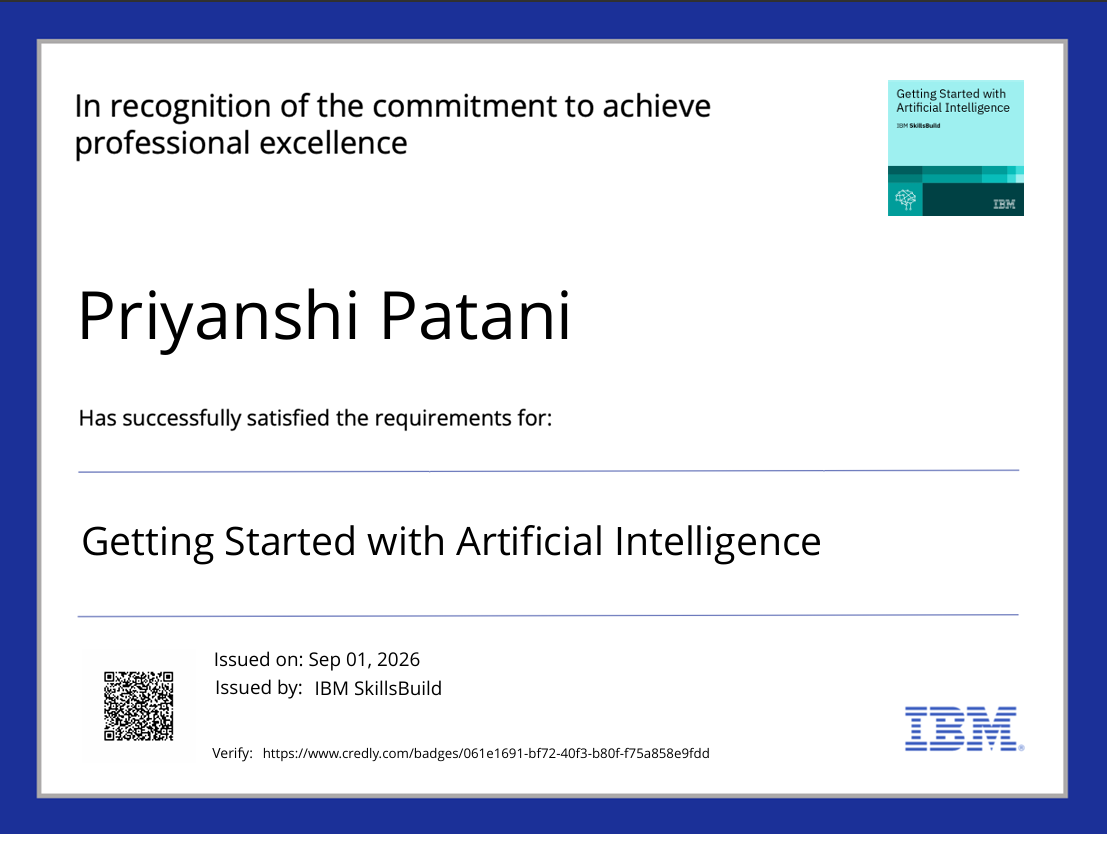 In recognition of the commitment to achieve
professional excellence
Getting Started with
Artificial Intelligence
IBM SkillsBuild
IBM
Priyanshi Patani
Has successfully satisfied the requirements for:
Getting Started with Artificial Intelligence
Issued on: Sep 01, 2026
Issued by: IBM SkillsBuild
Verify: https://www.credly.com/badges/061e1691-bf72-40f3-b80f-f75a858e9fdd
IBM®